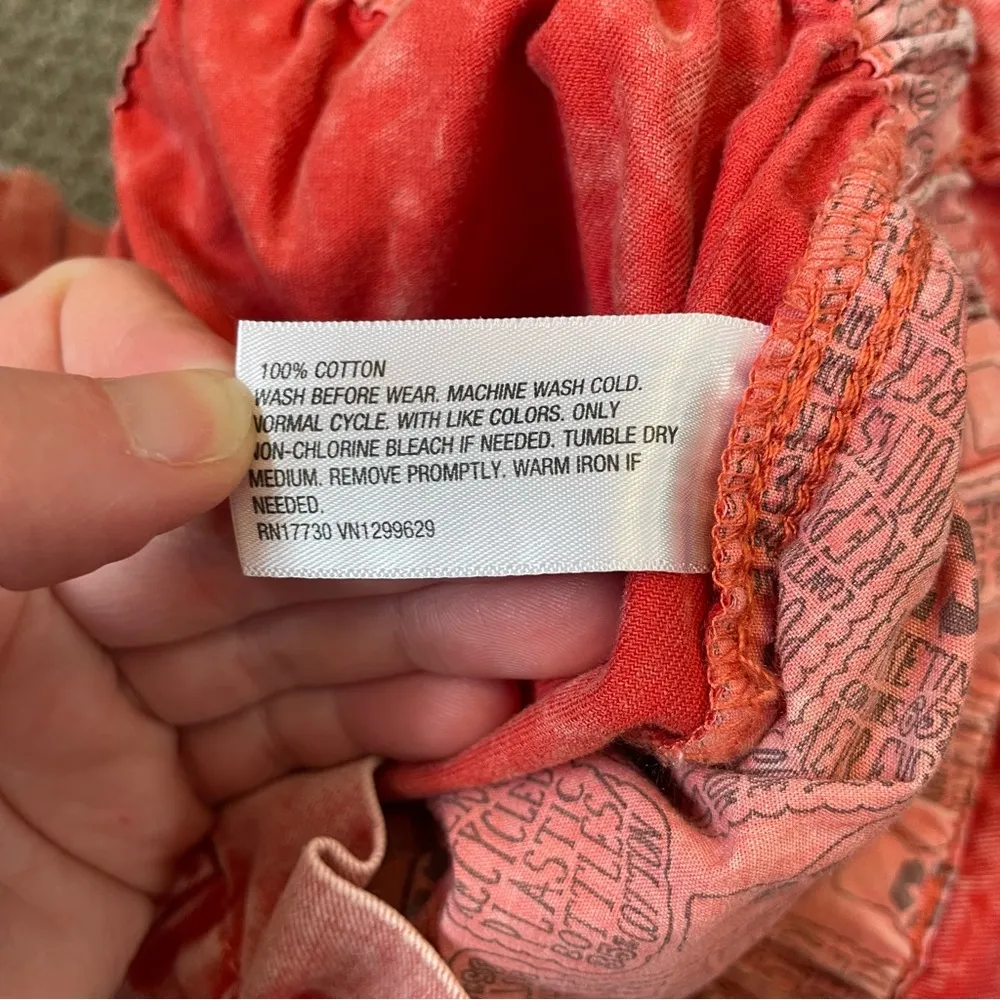 100% COTTON
WASH BEFORE WEAR. MACHINE WASH COLD.
NORMAL CYCLE. WITH LIKE COLORS. ONLY
NON-CHLORINE BLEACH IF NEEDED. TUMBLE DRY
MEDIUM. REMOVE PROMPTLY. WARM IRON IF
NEEDED.
RN17730 VN1299629
RECYCLED
PLASTIC
BOTTLES
85%
COTTON